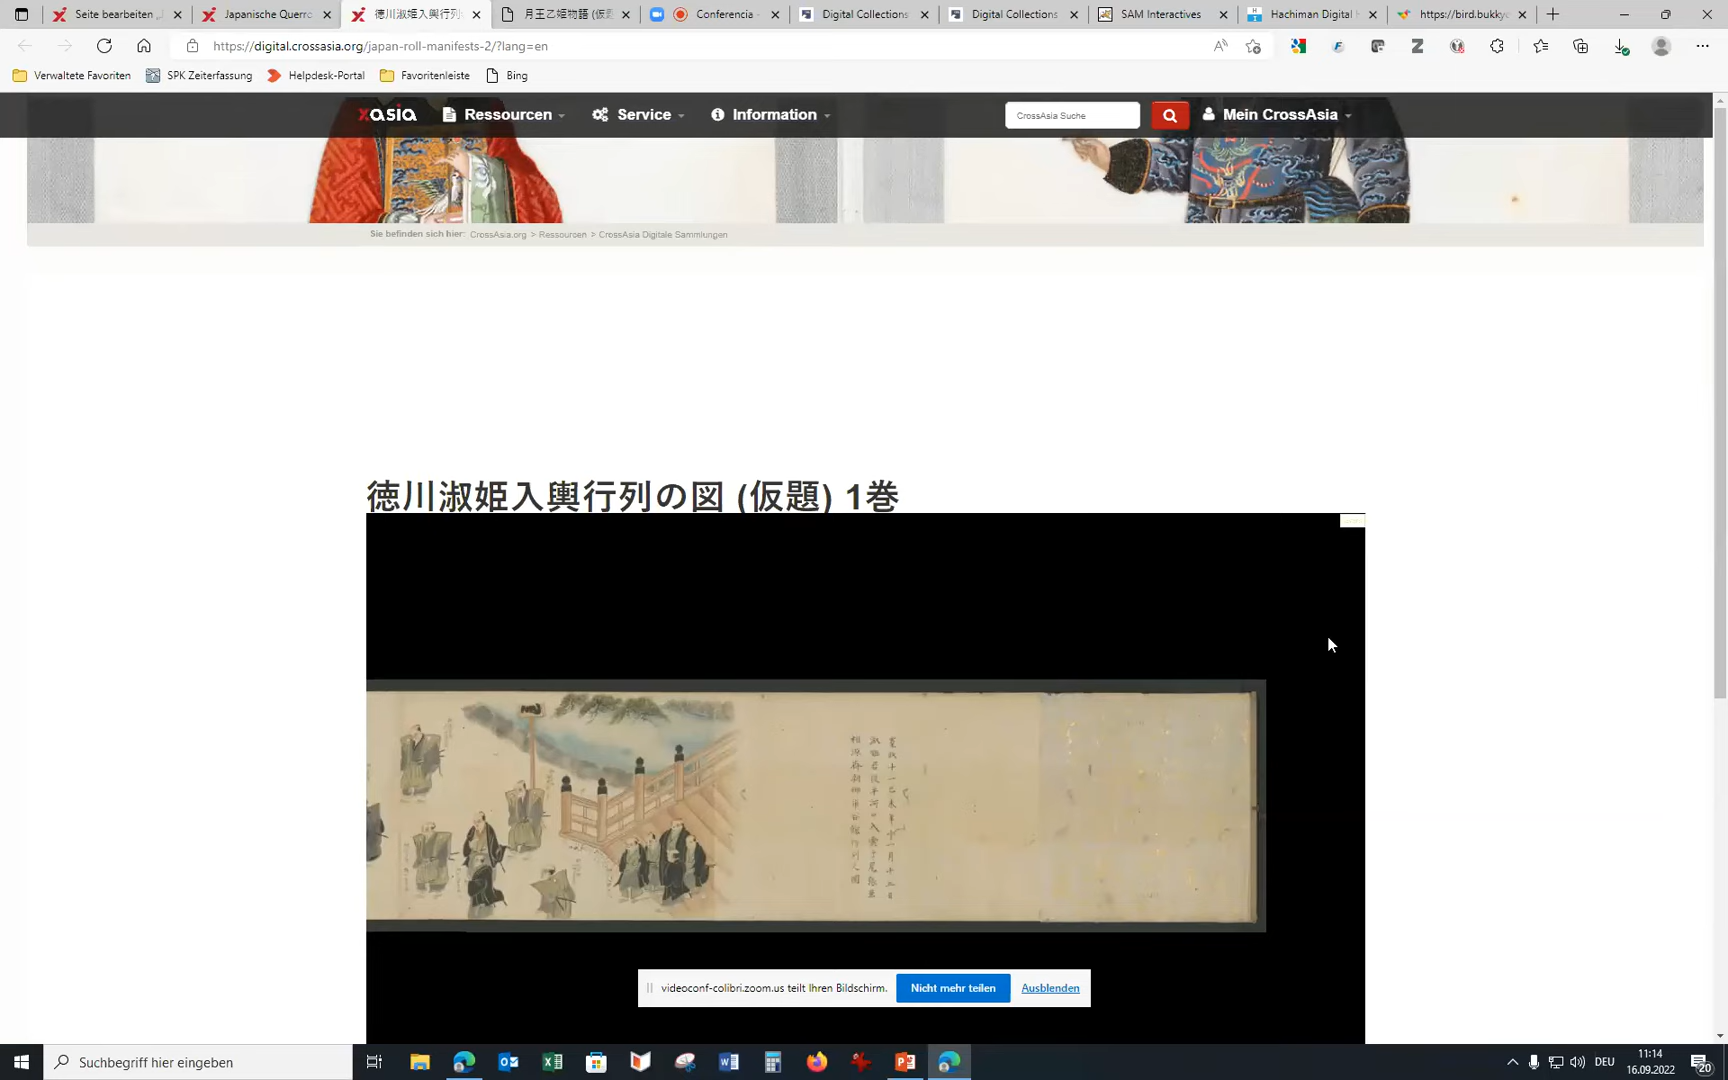 Seite bearbeiten
Japanische Querro
徳川淑姫入輿行列
月王乙姫物語 (仮題
Conferencia
Digital Collections
Digital Collections
SAM Interactives
Hachiman Digital
https://bird.bukkyo
https://digital.crossasia.org/japan-roll-manifests-2/?lang=en
Verwaltete Favoriten
SPK Zeiterfassung
Helpdesk-Portal
Favoritenleiste
Bing
xasia
Ressourcen
Service
Information
CrossAsia Suche
Mein CrossAsia
Sie befinden sich hier: CrossAsia.org > Ressourcen > CrossAsia Digitale Sammlungen
徳川淑姫入輿行列の図 (仮題) 1巻
videoconf-colibri.zoom.us teilt Ihren Bildschirm.
Nicht mehr teilen
Ausblenden
Suchbegriff hier eingeben
DEU
11:14
16.09.2022
20